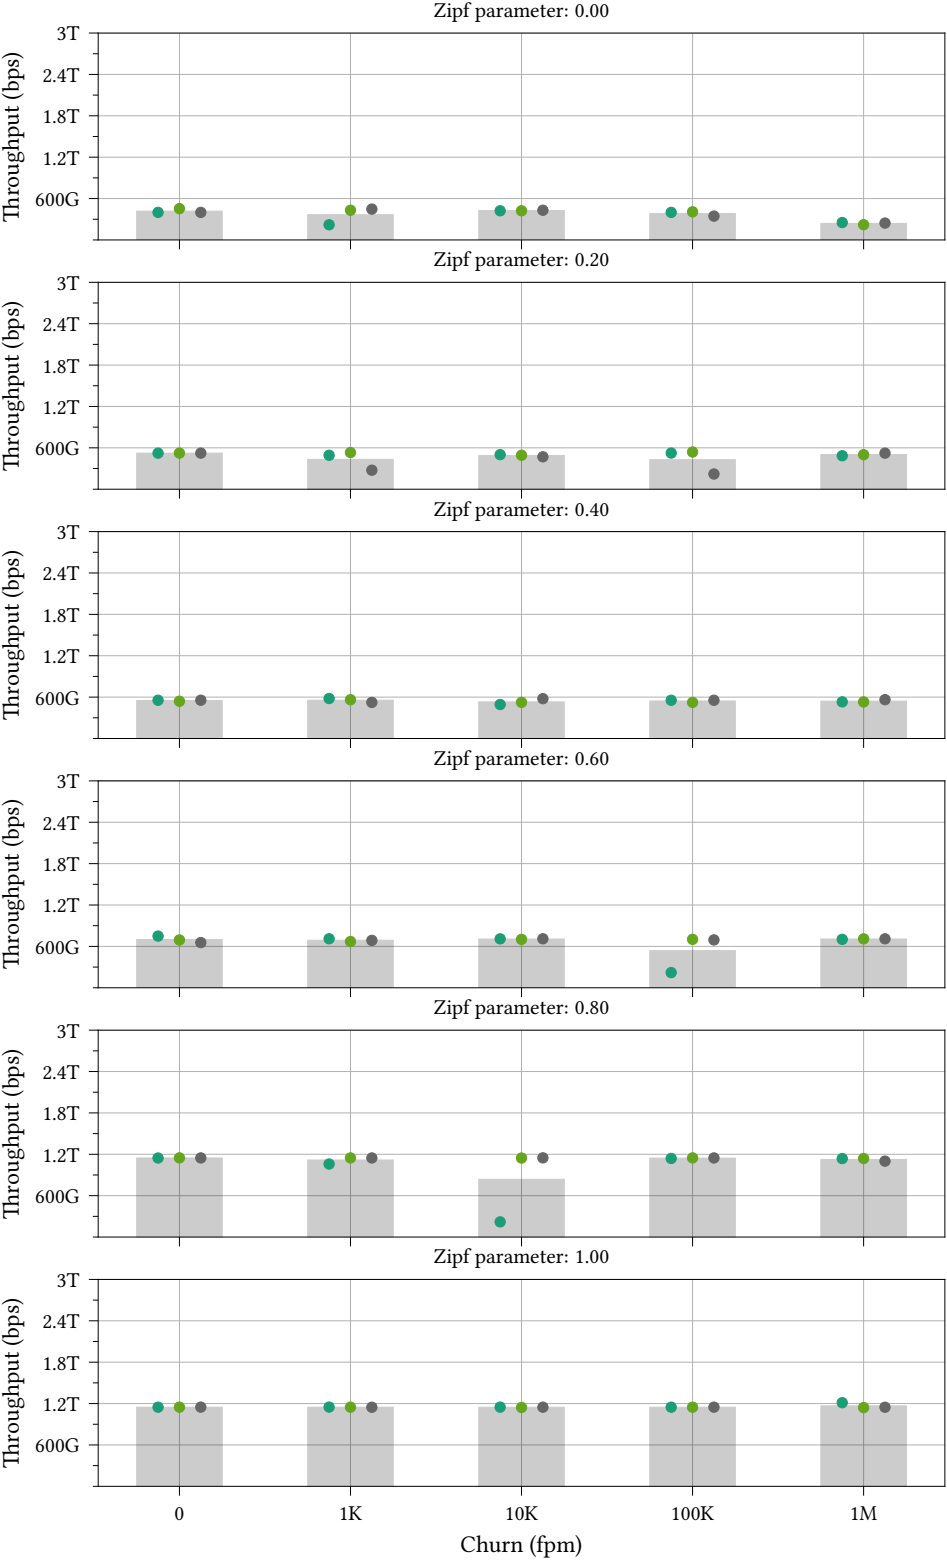 Zipf parameter: 0.00
3T
2.4T
1.8T
1.2T
600G
Throughput (bps)
Zipf parameter: 0.20
3T
2.4T
1.8T
1.2T
600G
Throughput (bps)
Zipf parameter: 0.40
3T
2.4T
1.8T
1.2T
600G
Throughput (bps)
Zipf parameter: 0.60
3T
2.4T
1.8T
1.2T
600G
Throughput (bps)
Zipf parameter: 0.80
3T
2.4T
1.8T
1.2T
600G
Throughput (bps)
Zipf parameter: 1.00
3T
2.4T
1.8T
1.2T
600G
Throughput (bps)
0 1K 10K 100K 1M
Churn (fpm)